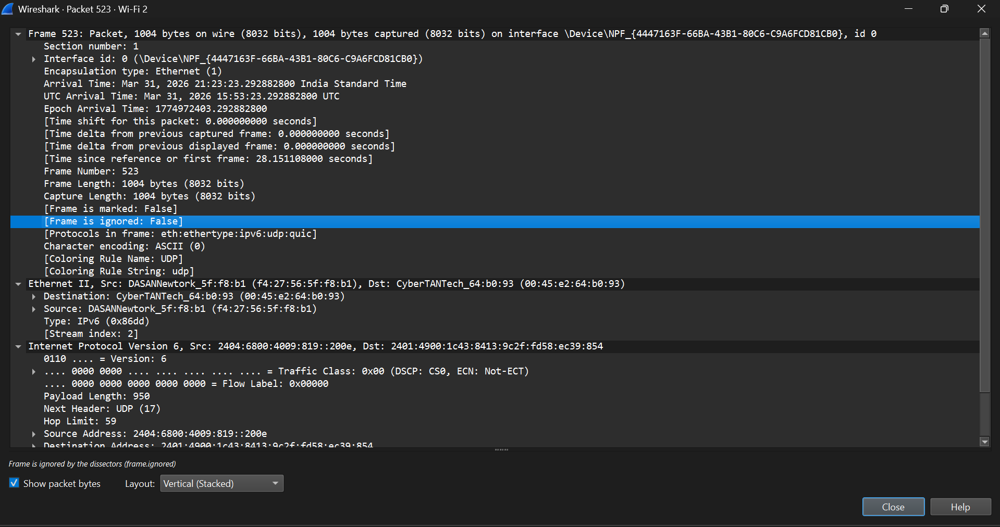 Wireshark · Packet 523 · Wi-Fi 2
Frame 523: Packet, 1004 bytes on wire (8032 bits), 1004 bytes captured (8032 bits) on interface \Device\NPF_{4447163F-66BA-43B1-80C6-C9A6FCD81CB0}, id 0
Section number: 1
Interface id: 0 (\Device\NPF_{4447163F-66BA-43B1-80C6-C9A6FCD81CB0})
Encapsulation type: Ethernet (1)
Arrival Time: Mar 31, 2026 21:23:23.292882800 India Standard Time
UTC Arrival Time: Mar 31, 2026 15:53:23.292882800 UTC
Epoch Arrival Time: 1774972403.292882800
[Time shift for this packet: 0.000000000 seconds]
[Time delta from previous captured frame: 0.000000000 seconds]
[Time delta from previous displayed frame: 0.000000000 seconds]
[Time since reference or first frame: 28.151108000 seconds]
Frame Number: 523
Frame Length: 1004 bytes (8032 bits)
Capture Length: 1004 bytes (8032 bits)
[Frame is marked: False]
[Frame is ignored: False]
[Protocols in frame: eth:ethertype:ipv6:udp:quic]
Character encoding: ASCII (0)
[Coloring Rule Name: UDP]
[Coloring Rule String: udp]
Ethernet II, Src: DASANNewtork_5f:f8:b1 (f4:27:56:5f:f8:b1), Dst: CyberTANTech_64:b0:93 (00:45:e2:64:b0:93)
Destination: CyberTANTech_64:b0:93 (00:45:e2:64:b0:93)
Source: DASANNewtork_5f:f8:b1 (f4:27:56:5f:f8:b1)
Type: IPv6 (0x86dd)
[Stream index: 2]
Internet Protocol Version 6, Src: 2404:6800:4009:819::200e, Dst: 2401:4900:1c43:8413:9c2f:fd58:ec39:854
0110 .... = Version: 6
.... 0000 0000 .... .... .... .... .... = Traffic Class: 0x00 (DSCP: CS0, ECN: Not-ECT)
.... 0000 0000 0000 0000 0000 = Flow Label: 0x00000
Payload Length: 950
Next Header: UDP (17)
Hop Limit: 59
Source Address: 2404:6800:4009:819::200e
Destination Address: 2401:4900:1c43:8413:9c2f:fd58:ec39:854
Frame is ignored by the dissectors (frame.ignored)
Show packet bytes
Layout: Vertical (Stacked)
Close
Help